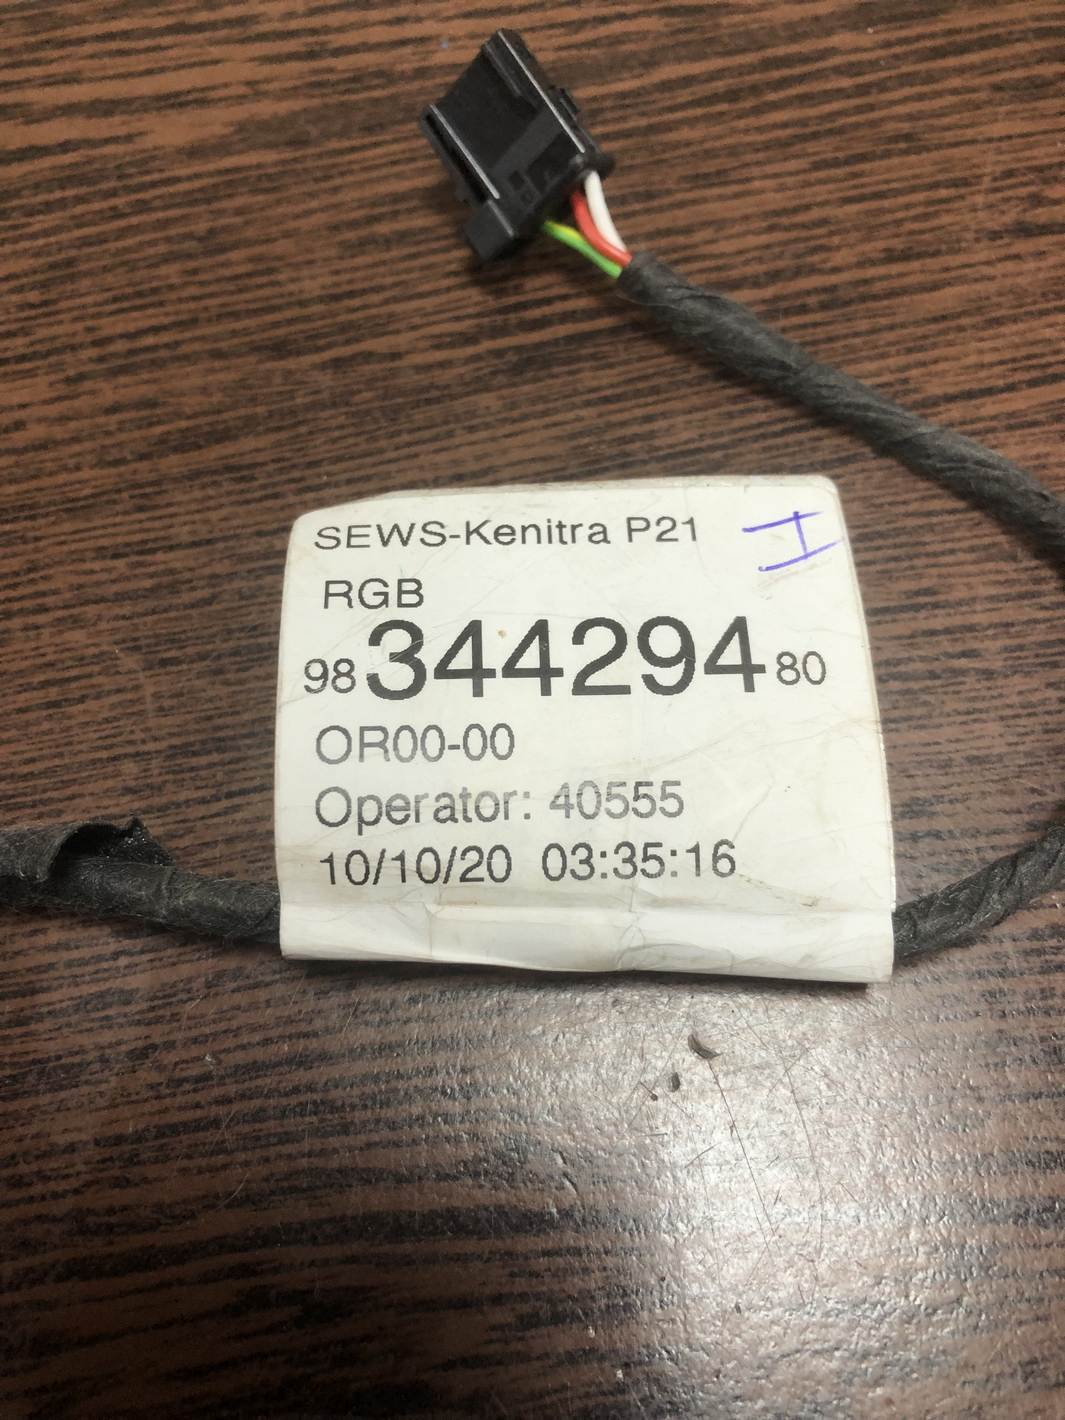 SEWS-Kenitra P21
RGB
98 344294 80
OR00-00
Operator: 40555
10/10/20 03:35:16